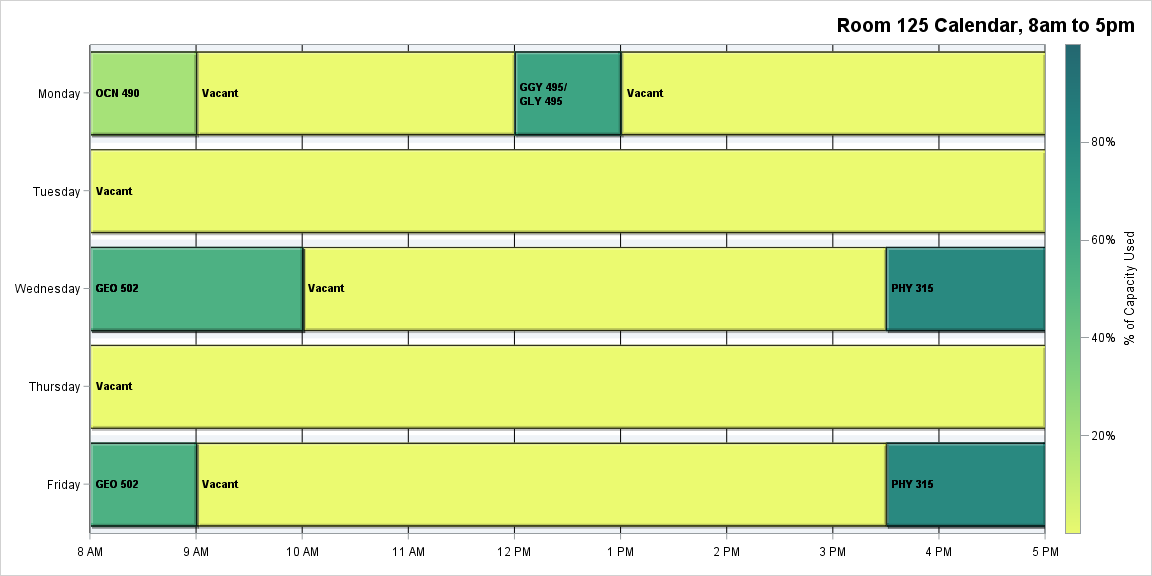 Room 125 Calendar, 8am to 5pm
Monday
OCN 490
Vacant
GGY 495/
GLY 495
Vacant
Tuesday
Vacant
Wednesday
GEO 502
Vacant
PHY 315
Thursday
Vacant
Friday
GEO 502
Vacant
PHY 315
8 AM
9 AM
10 AM
11 AM
12 PM
1 PM
2 PM
3 PM
4 PM
5 PM
80%
60%
40%
20%
% of Capacity Used